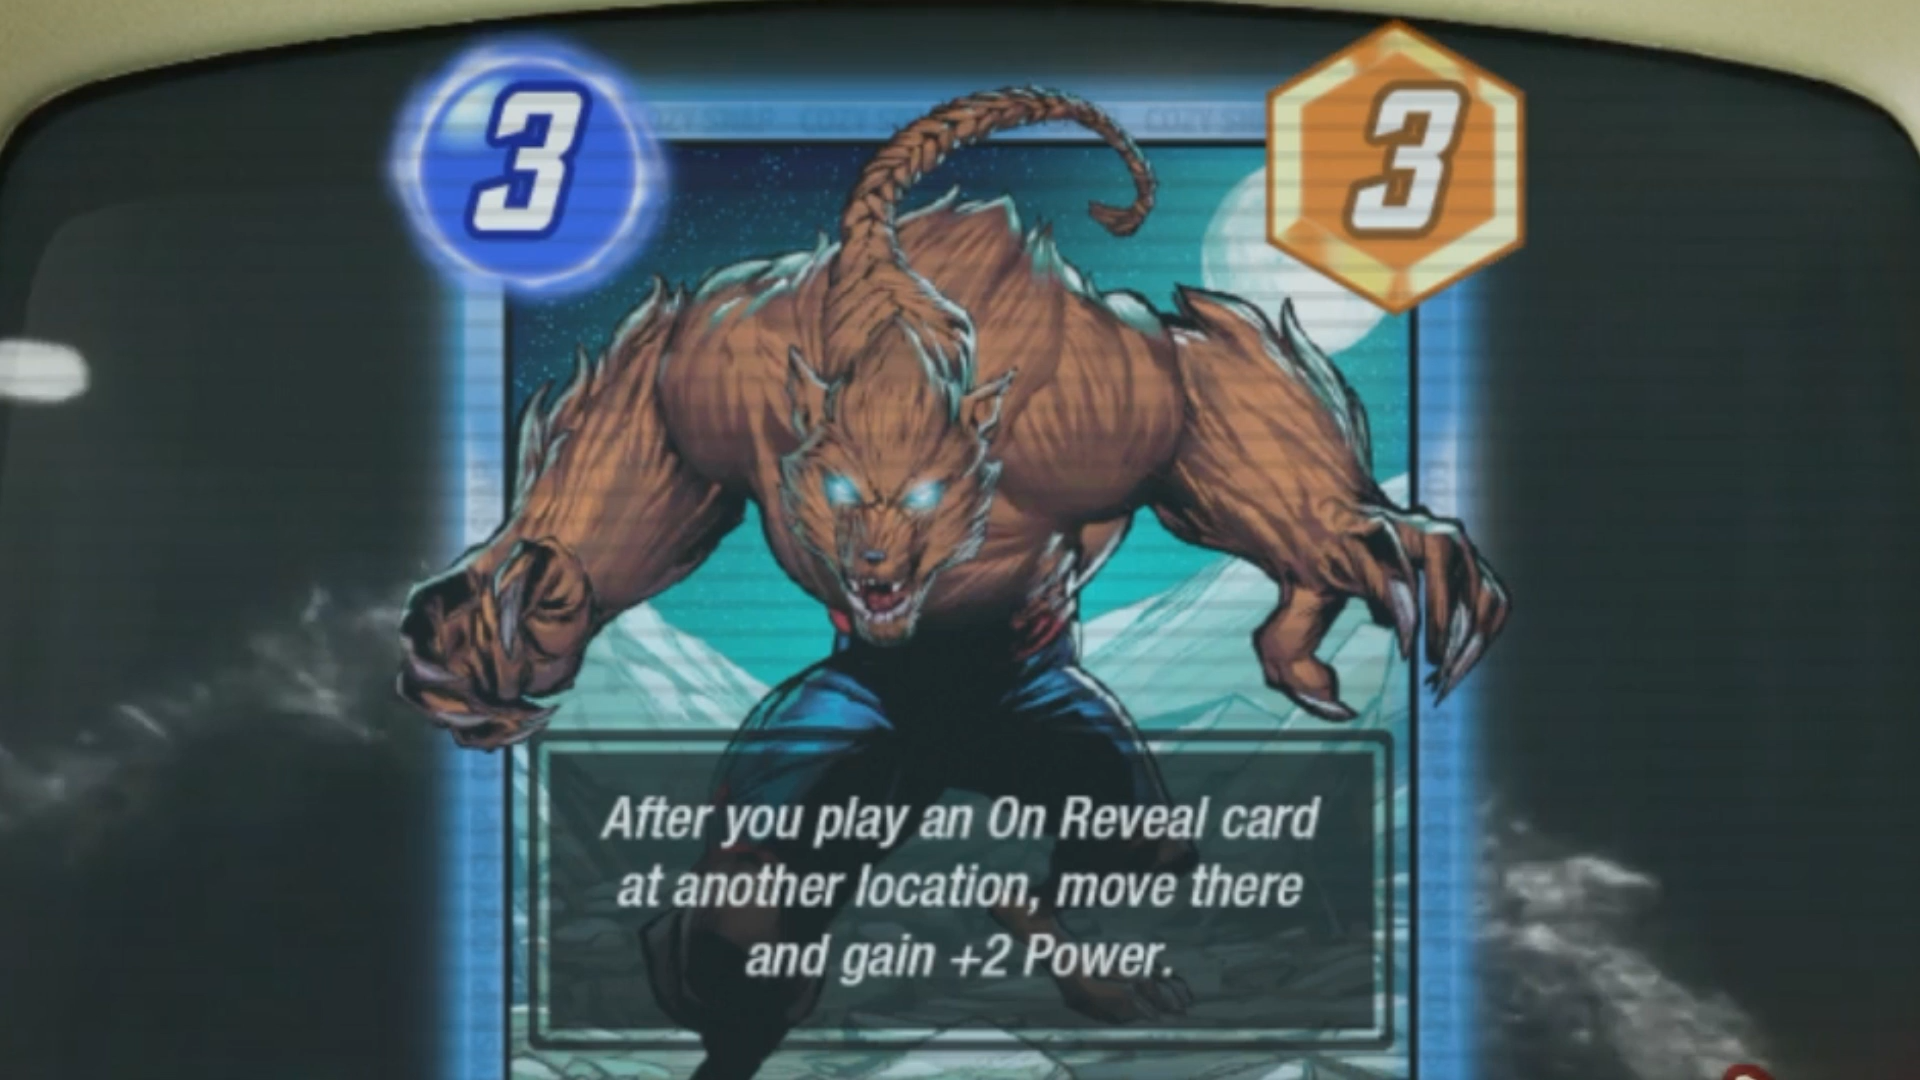 3
3
After you play an On Reveal card
at another location, move there
and gain +2 Power.